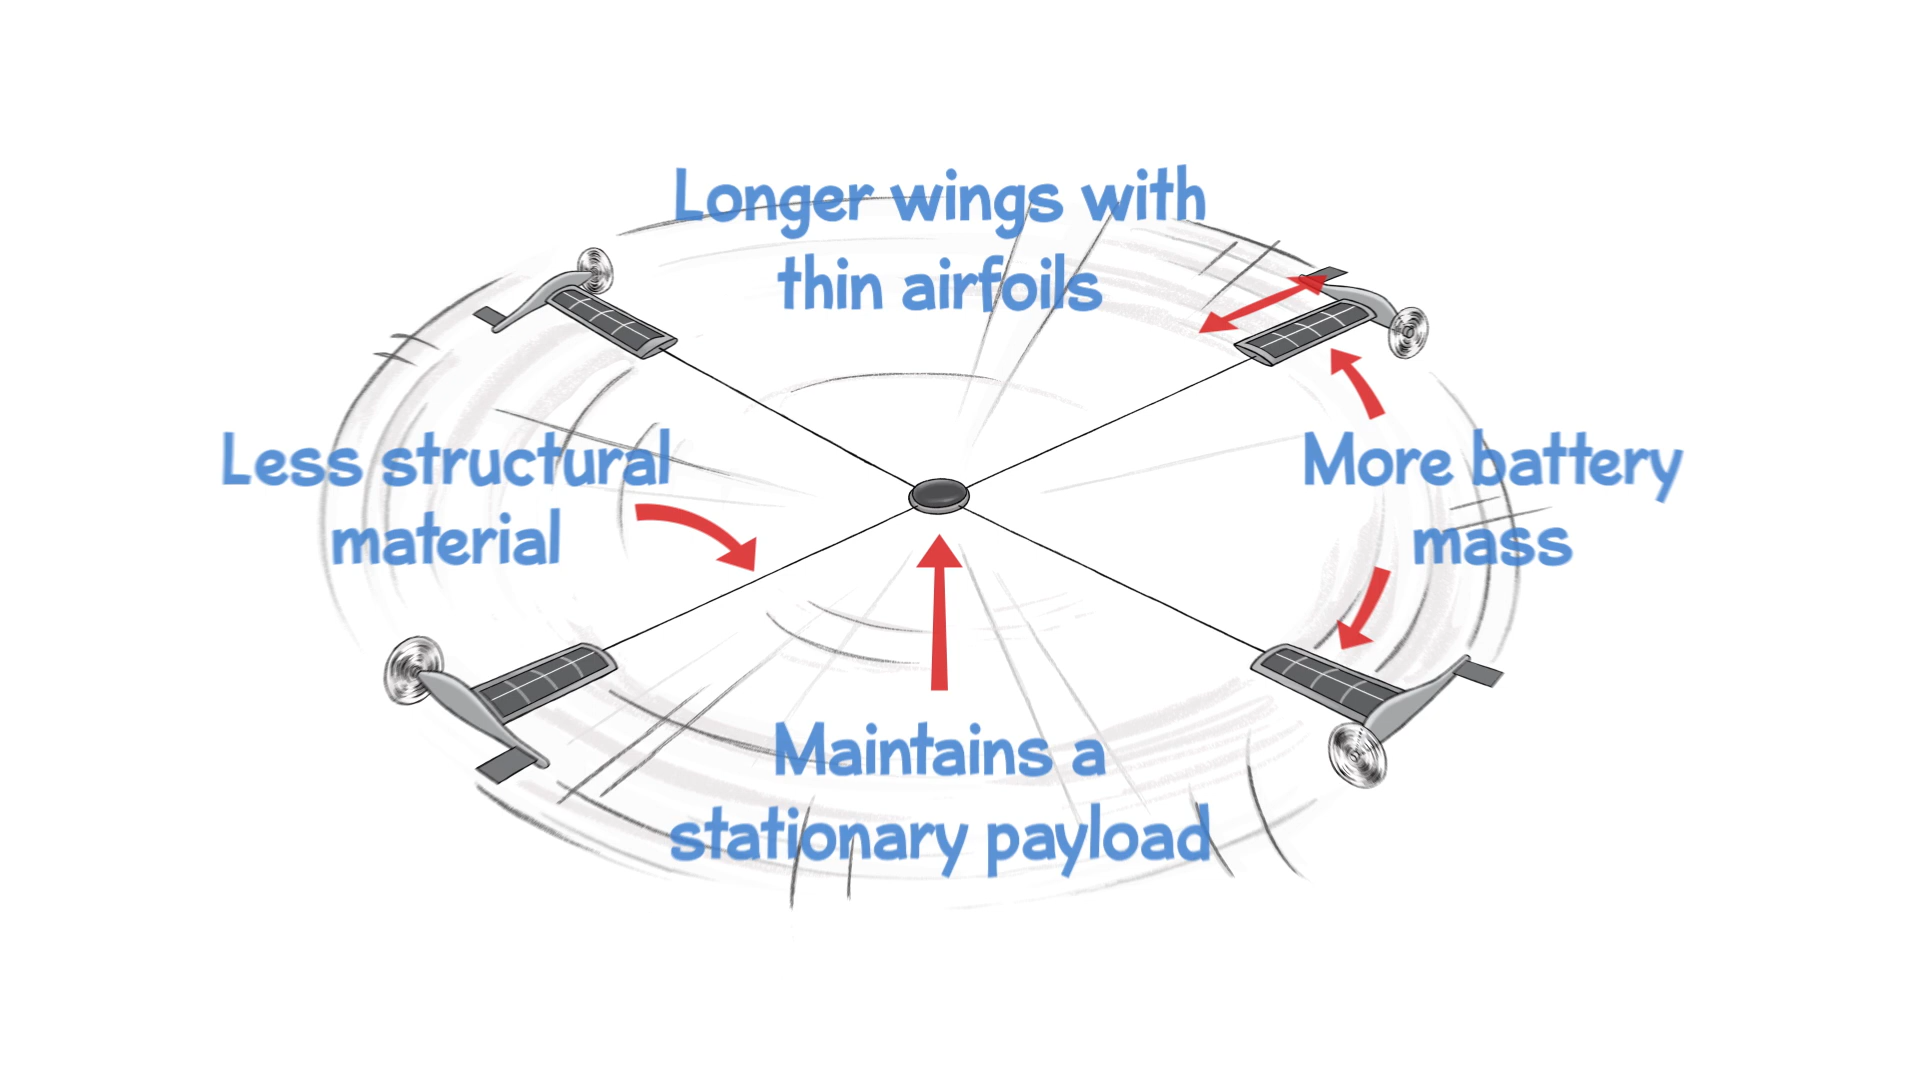 Longer wings with
thin airfoils
Less structural
material
More battery
mass
Maintains a
stationary payload